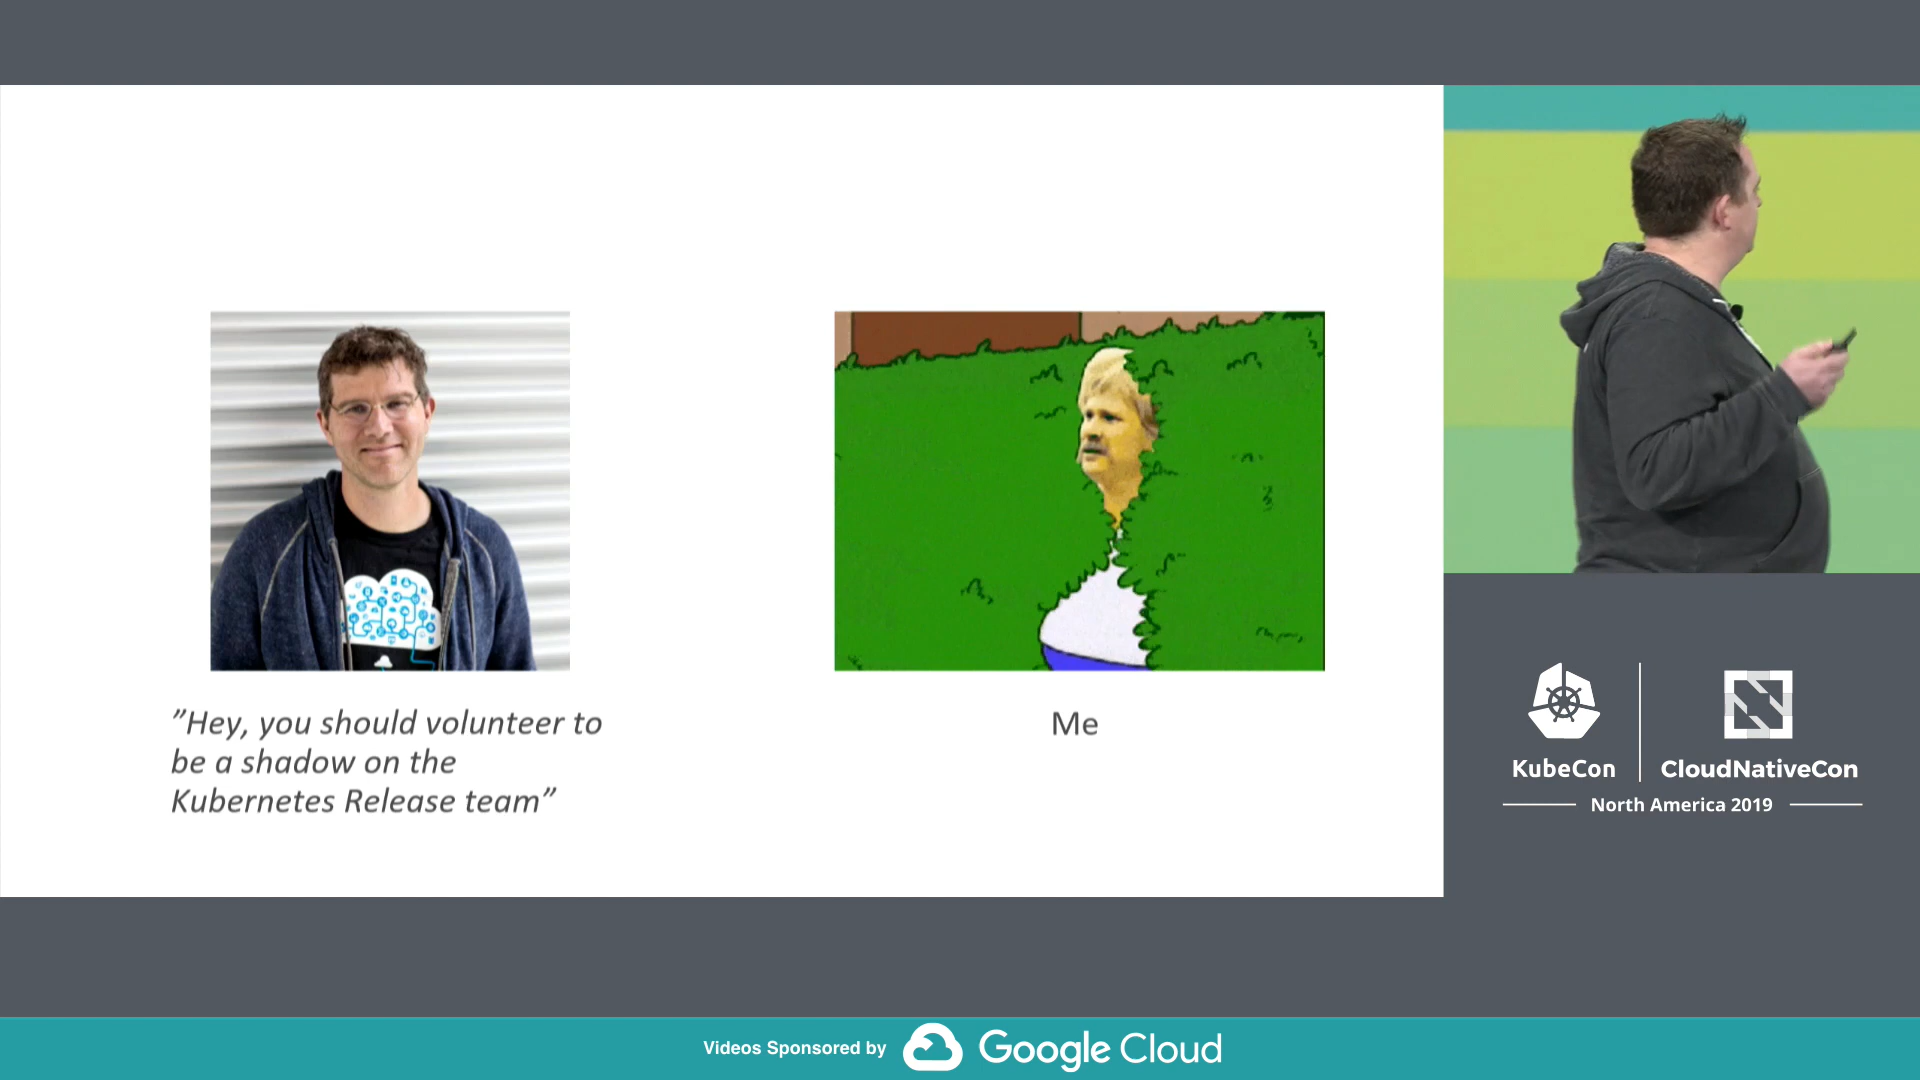 ”Hey, you should volunteer to
be a shadow on the
Kubernetes Release team”
Me
KubeCon
CloudNativeCon
North America 2019
Videos Sponsored by
Google Cloud